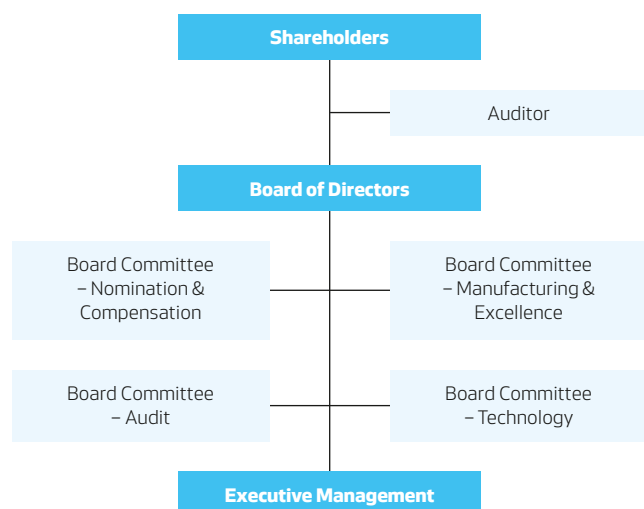 Shareholders
Auditor
Board of Directors
Board Committee
– Nomination &
Compensation
Board Committee
– Manufacturing &
Excellence
Board Committee
– Audit
Board Committee
– Technology
Executive Management